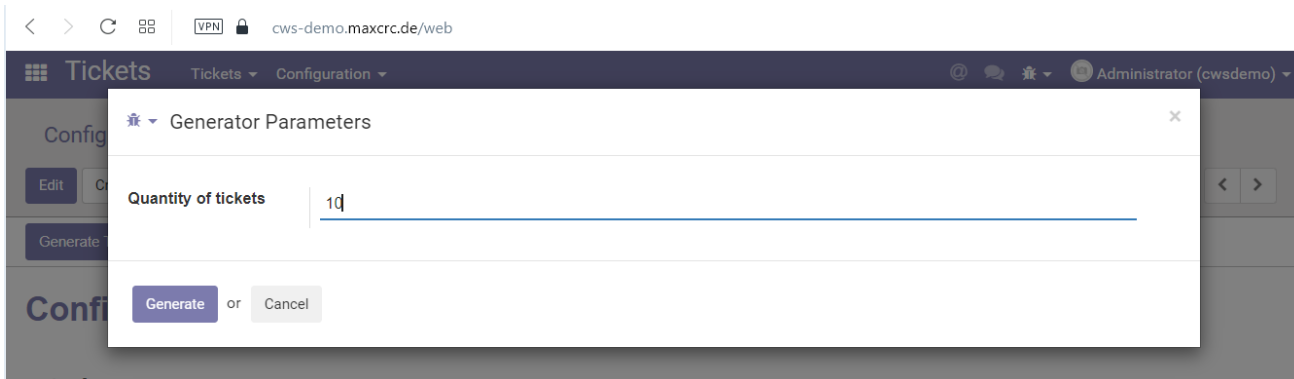 VPN cws-demo.maxcrc.de/web
Tickets Tickets Configuration @ Administrator (cwsdemo)
Config
Generator Parameters ×
Edit Cr
Quantity of tickets 10
Generate T
Generate or Cancel
Confi